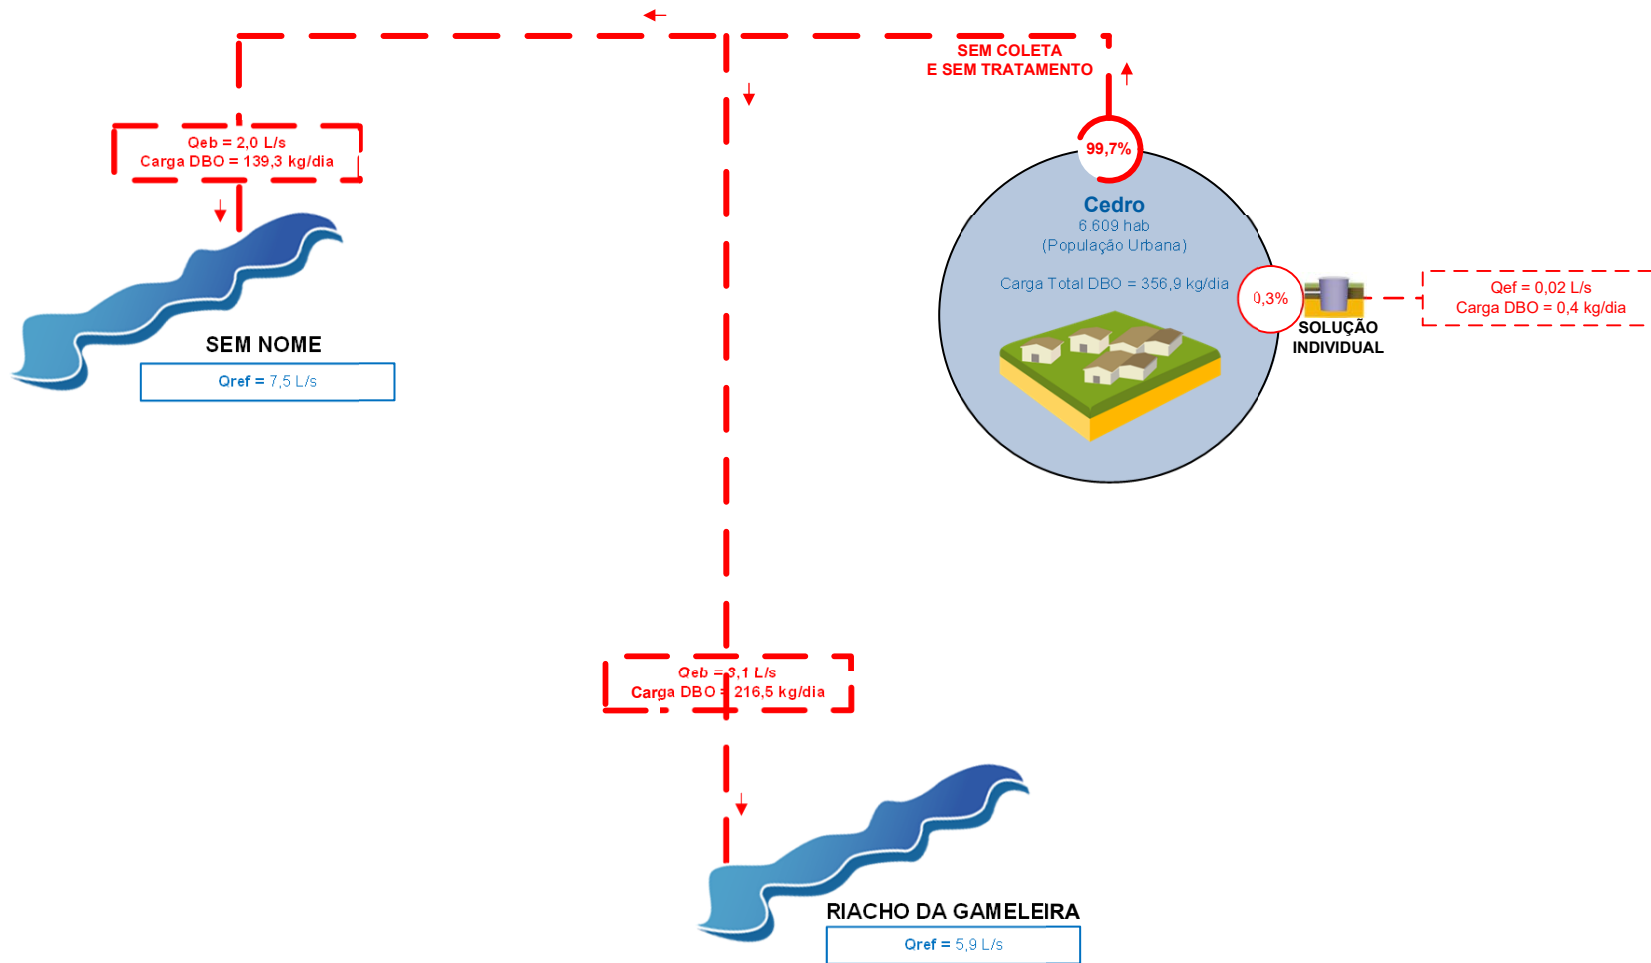 SEM COLETA
E SEM TRATAMENTO
Qeb = 2,0 L/s
Carga DBO = 139,3 kg/dia
99,7%
Cedro
6.609 hab
(População Urbana)
Carga Total DBO = 356,9 kg/dia
0,3%
SOLUÇÃO
INDIVIDUAL
Qef = 0,02 L/s
Carga DBO = 0,4 kg/dia
SEM NOME
Qref = 7,5 L/s
Qeb = 3,1 L/s
Carga DBO = 216,5 kg/dia
RIACHO DA GAMELEIRA
Qref = 5,9 L/s